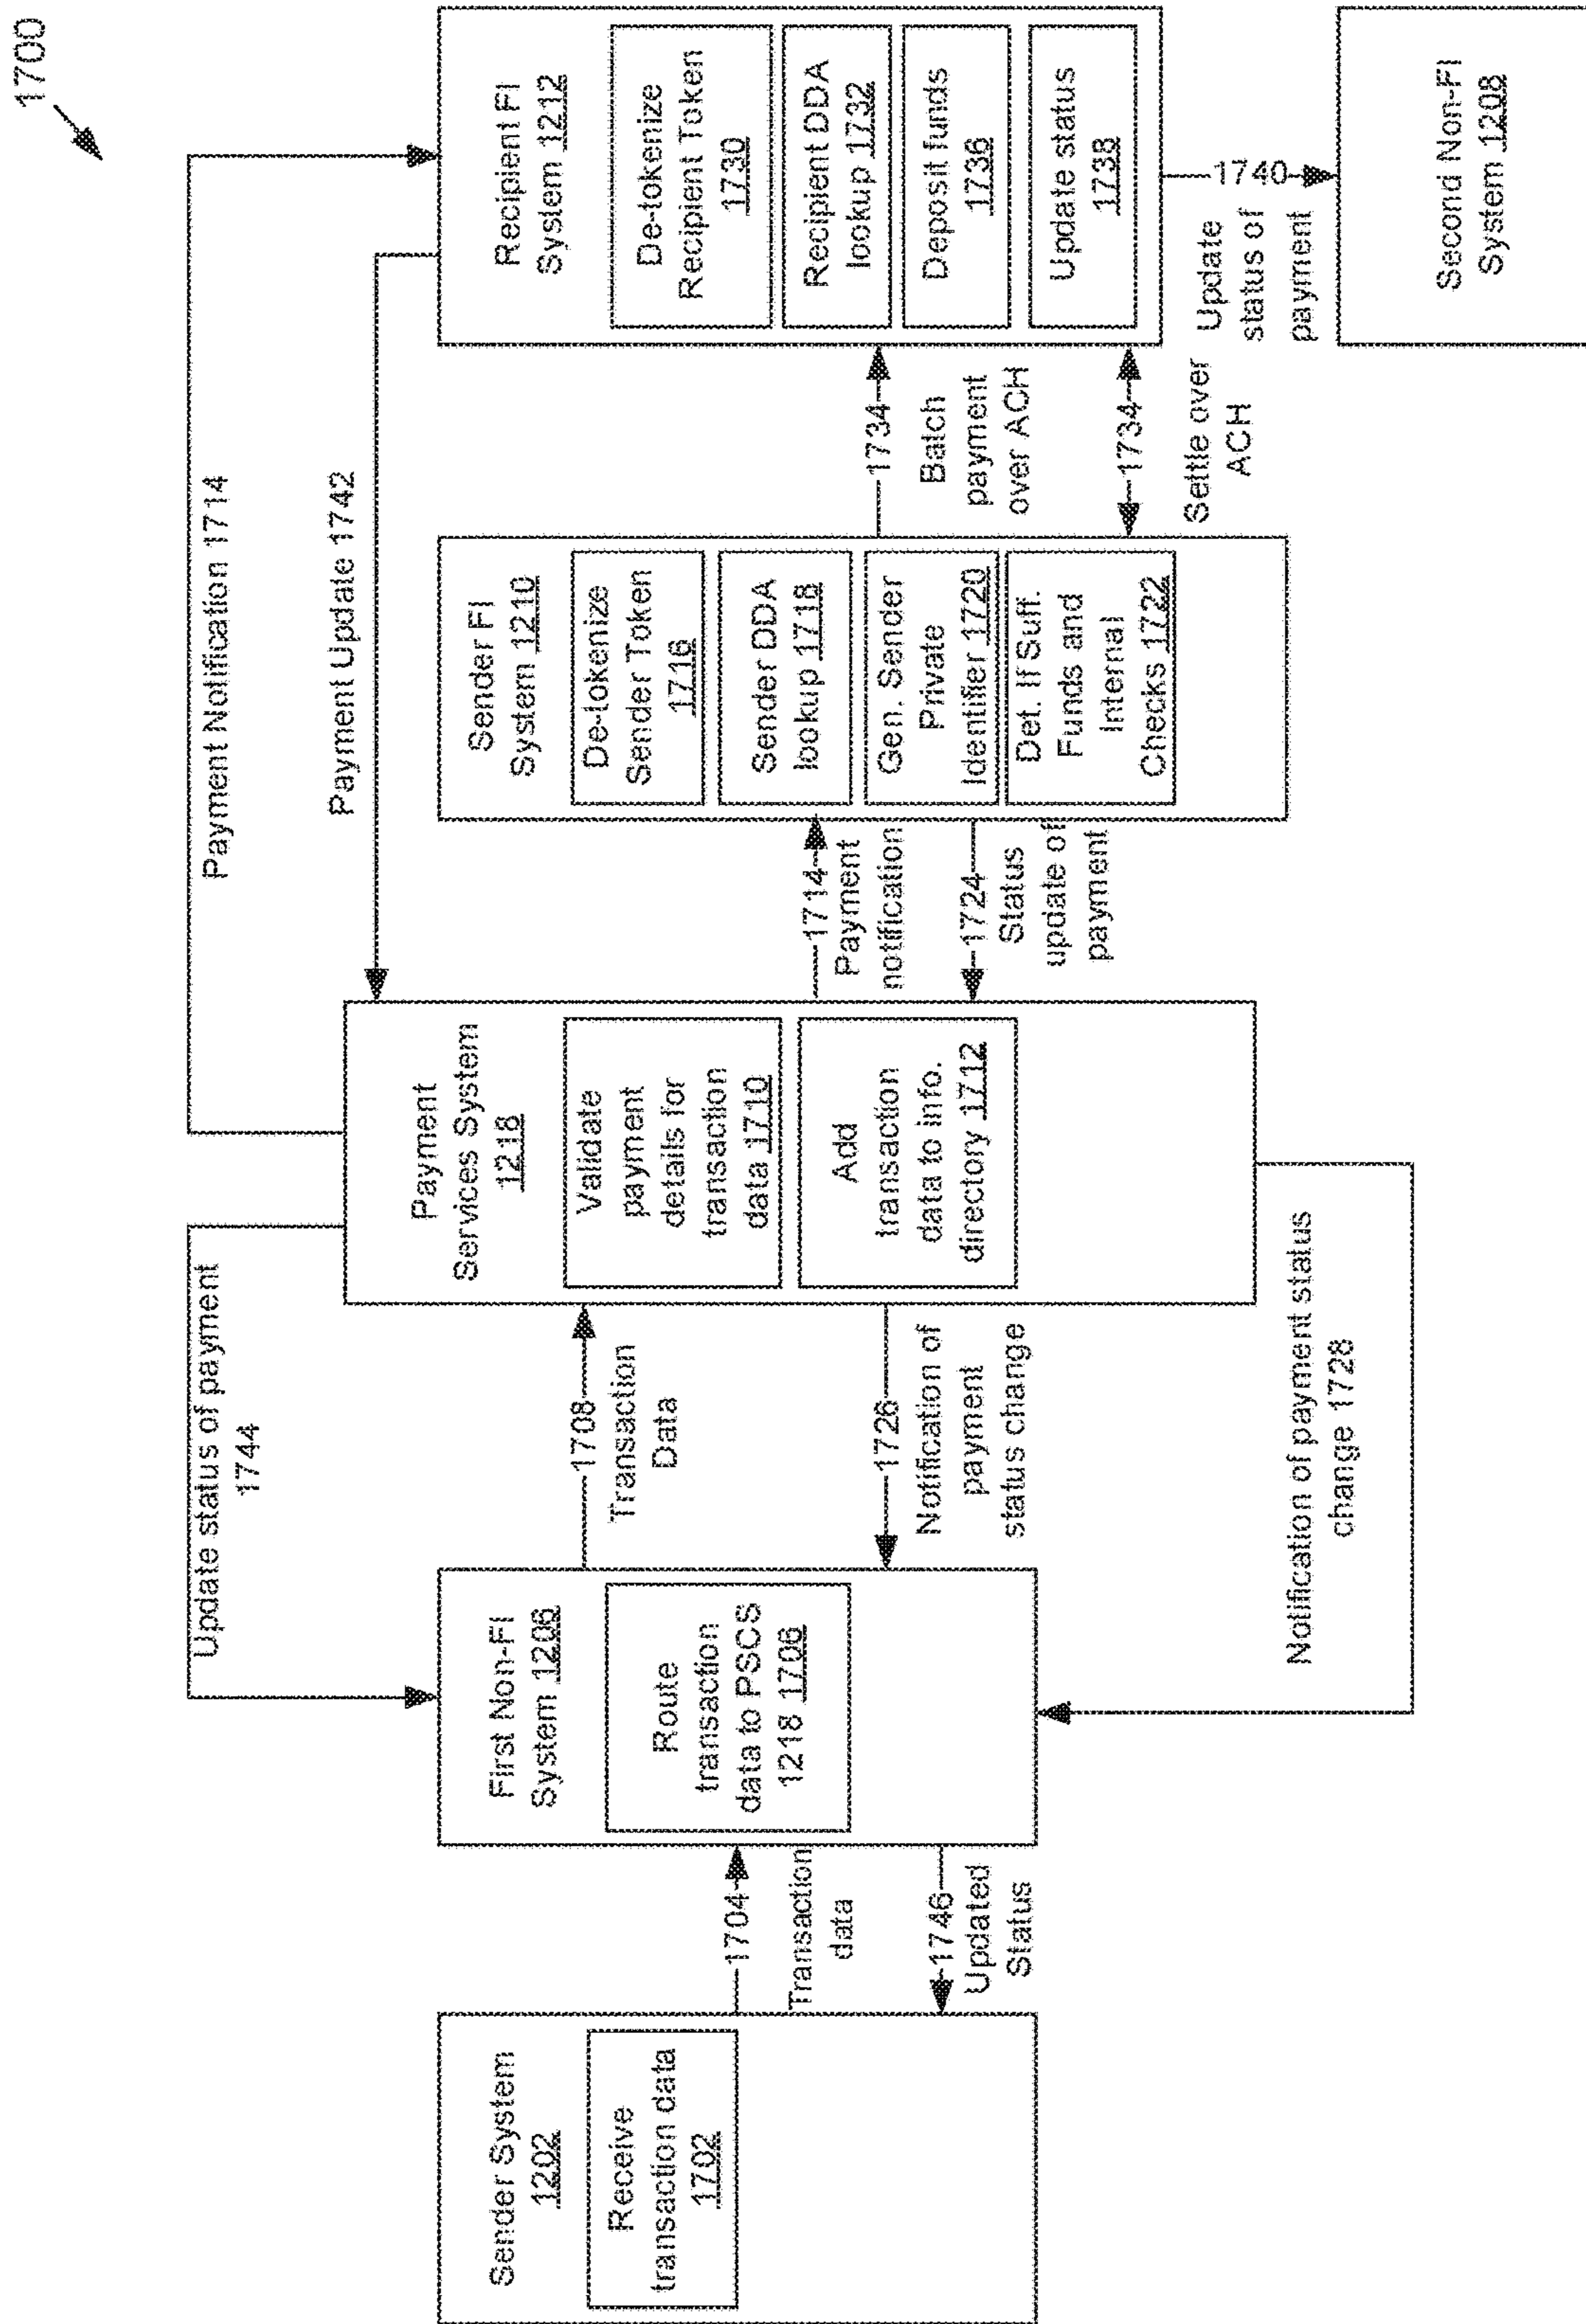 1700
Payment Notification 1714
Payment Update 1742
Update status of payment
1744
Sender System
1202
Receive
transaction data
1702
1704
Transaction
data
1746
Updated
Status
First Non-FI
System 1206
Route
transaction
data to PSCS
1218 1706
1708
Transaction
Data
1726
Notification of
payment
status change
Notification of payment status
change 1728
Payment
Services System
1218
Validate
payment
details for
transaction
data 1710
Add
transaction
data to info.
directory 1712
1714
Payment
notification
1724
Status
update of
payment
Sender FI
System 1210
De-tokenize
Sender Token
1716
Sender DDA
lookup 1718
Gen. Sender
Private
Identifier 1720
Det. If Suff.
Funds and
Internal
Checks 1722
1734
Batch
payment
over ACH
1734
Settle over
ACH
Recipient FI
System 1212
De-tokenize
Recipient Token
1730
Recipient DDA
lookup 1732
Deposit funds
1736
Update status
1738
1740
Update
status of
payment
Second Non-FI
System 1208